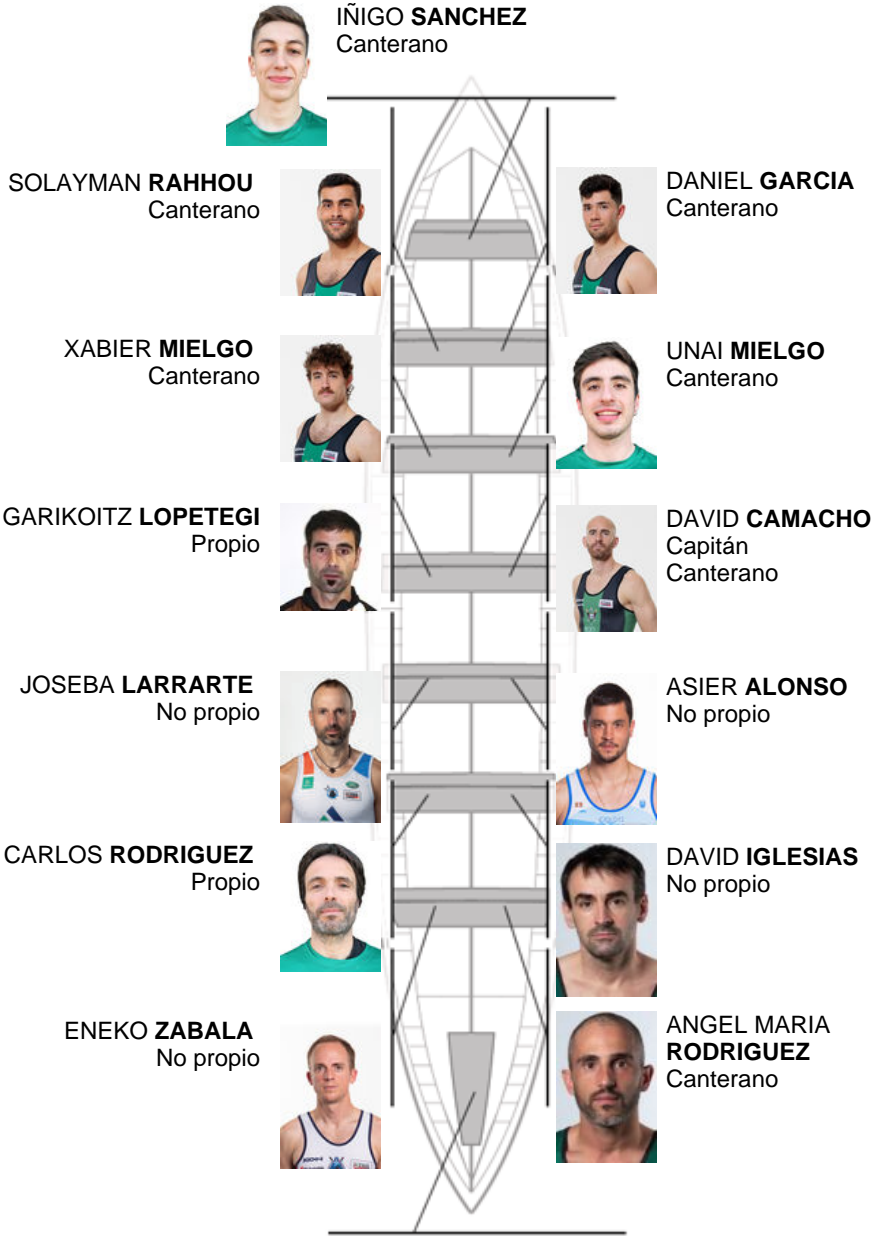 IÑIGO SANCHEZ
Canterano
SOLAYMAN RAHHOU
Canterano
DANIEL GARCIA
Canterano
XABIER MIELGO
Canterano
UNAI MIELGO
Canterano
GARIKOITZ LOPETEGI
Propio
DAVID CAMACHO
Capitán
Canterano
JOSEBA LARRARTE
No propio
ASIER ALONSO
No propio
CARLOS RODRIGUEZ
Propio
DAVID IGLESIAS
No propio
ENEKO ZABALA
No propio
ANGEL MARIA
RODRIGUEZ
Canterano